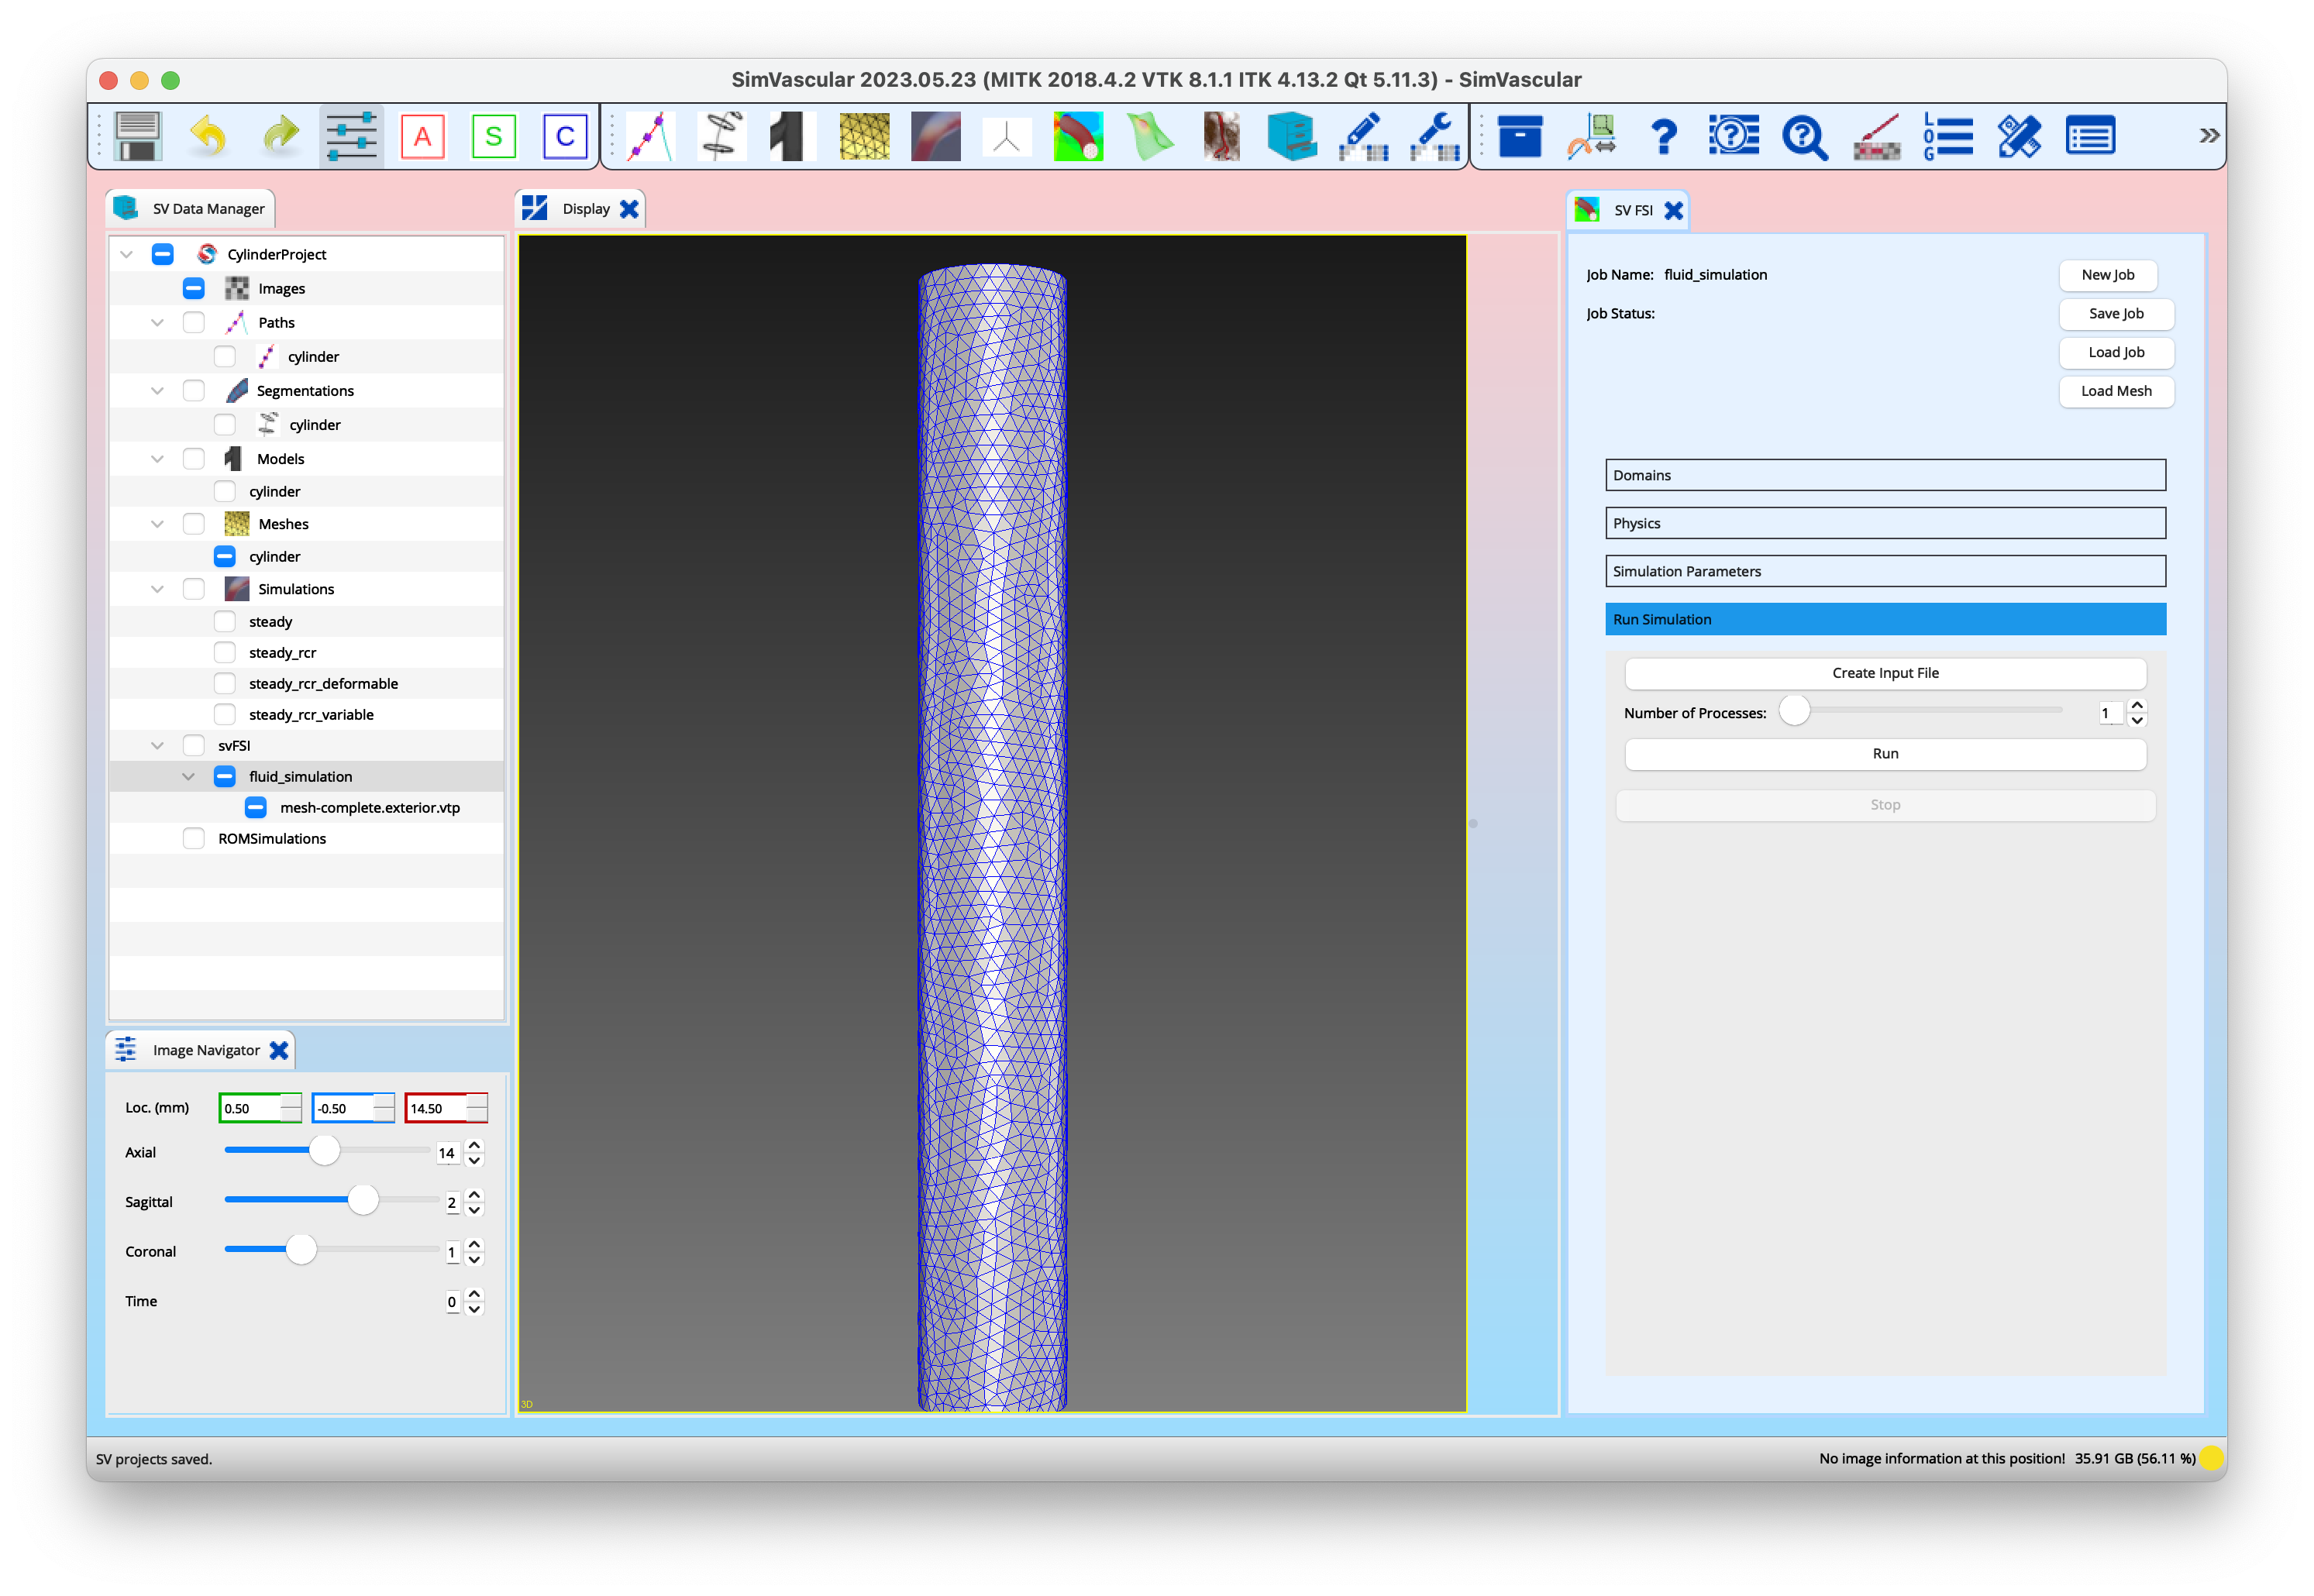 SimVascular 2023.05.23 (MITK 2018.4.2 VTK 8.1.1 ITK 4.13.2 Qt 5.11.3) - SimVascular
A
S
C
LOG
SV Data Manager
CylinderProject
Images
Paths
cylinder
Segmentations
cylinder
Models
cylinder
Meshes
cylinder
Simulations
steady
steady_rcr
steady_rcr_deformable
steady_rcr_variable
svFSI
fluid_simulation
mesh-complete.exterior.vtp
ROMSimulations
Image Navigator
Loc. (mm) 0.50 -0.50 14.50
Axial 14
Sagittal 2
Coronal 1
Time 0
Display
3D
SV FSI
Job Name: fluid_simulation New Job
Job Status: Save Job
Load Job
Load Mesh
Domains
Physics
Simulation Parameters
Run Simulation
Create Input File
Number of Processes: 1
Run
Stop
SV projects saved.
No image information at this position! 35.91 GB (56.11 %)